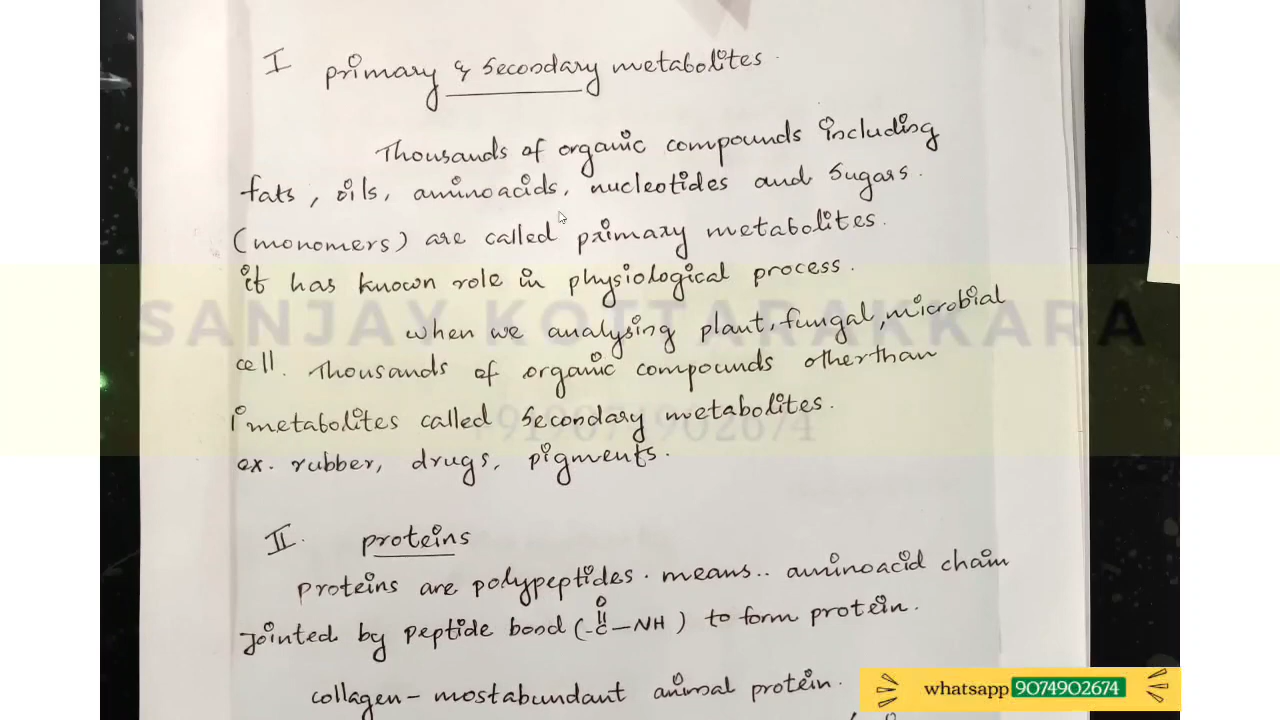 I primary & Secondary metabolites.
Thousands of organic compounds including
fats, oils, aminoacids, nucleotides and Sugars.
(monomers) are called primary metabolites.
it has known role in physiological process.
SANJAY KOTTARAKKARA
when we analysing plant, fungal, microbial
cell. Thousands of organic compounds otherthan
1metabolites called Secondary metabolites.
+919074902674
ex. rubber, drugs, pigments.
II. proteins
proteins are polypeptides. means.. aminoacid chain
O
Jointed by peptide bond (-C-NH) to form protein.
collagen - mostabundant animal protein.
whatsapp 9074902674